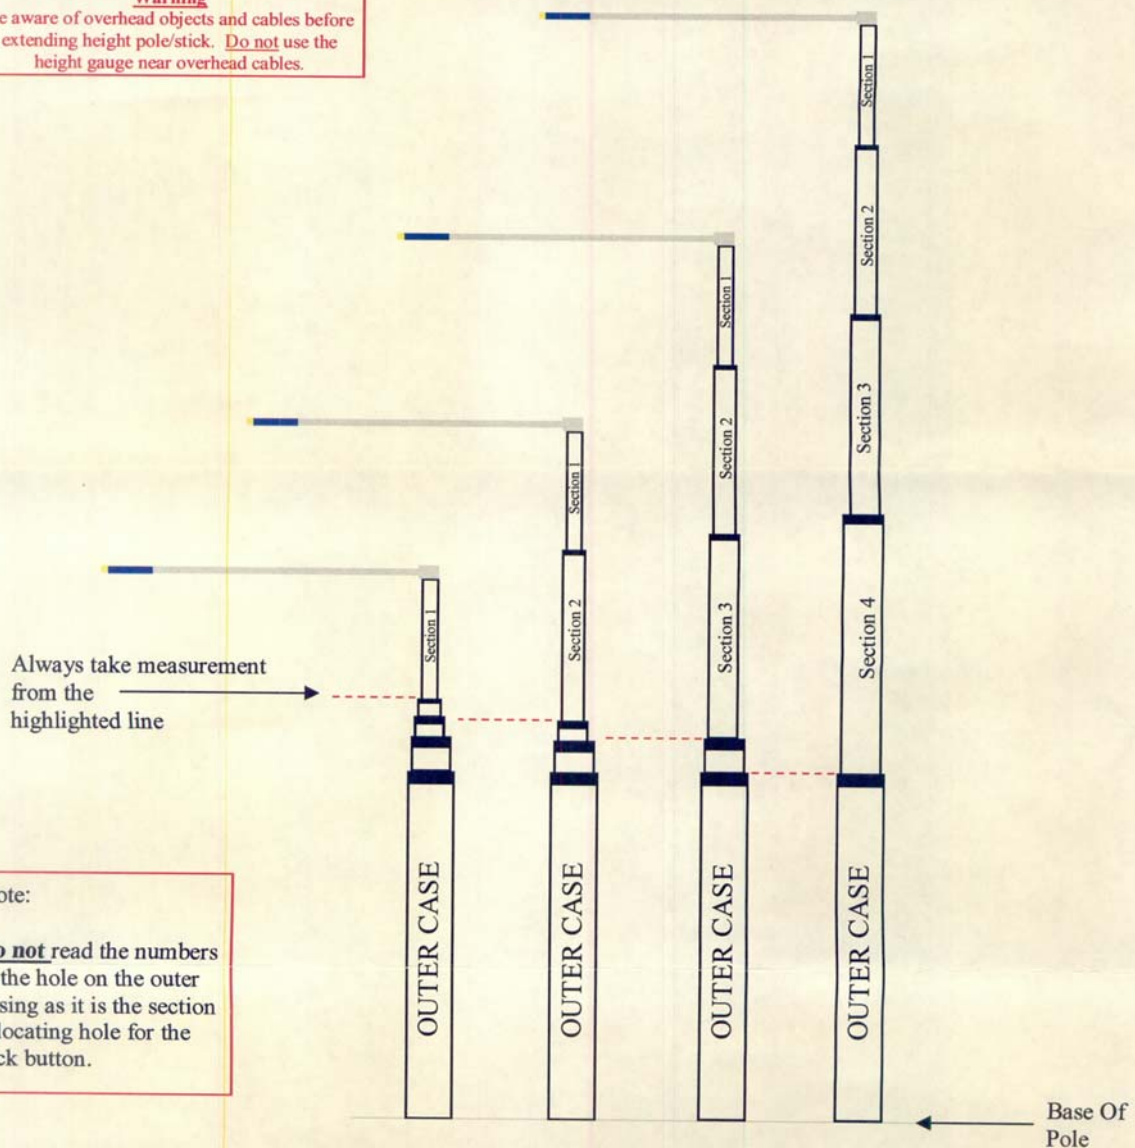 Warning
e aware of overhead objects and cables before
extending height pole/stick. Do not use the
height gauge near overhead cables.
Section 1
Section 2
Section 3
Section 4
OUTER CASE
Section 1
Section 2
Section 3
OUTER CASE
Section 1
Section 2
OUTER CASE
Section 1
OUTER CASE
Always take measurement
from the
highlighted line
ote:
o not read the numbers
the hole on the outer
sing as it is the section
locating hole for the
ck button.
Base Of
Pole